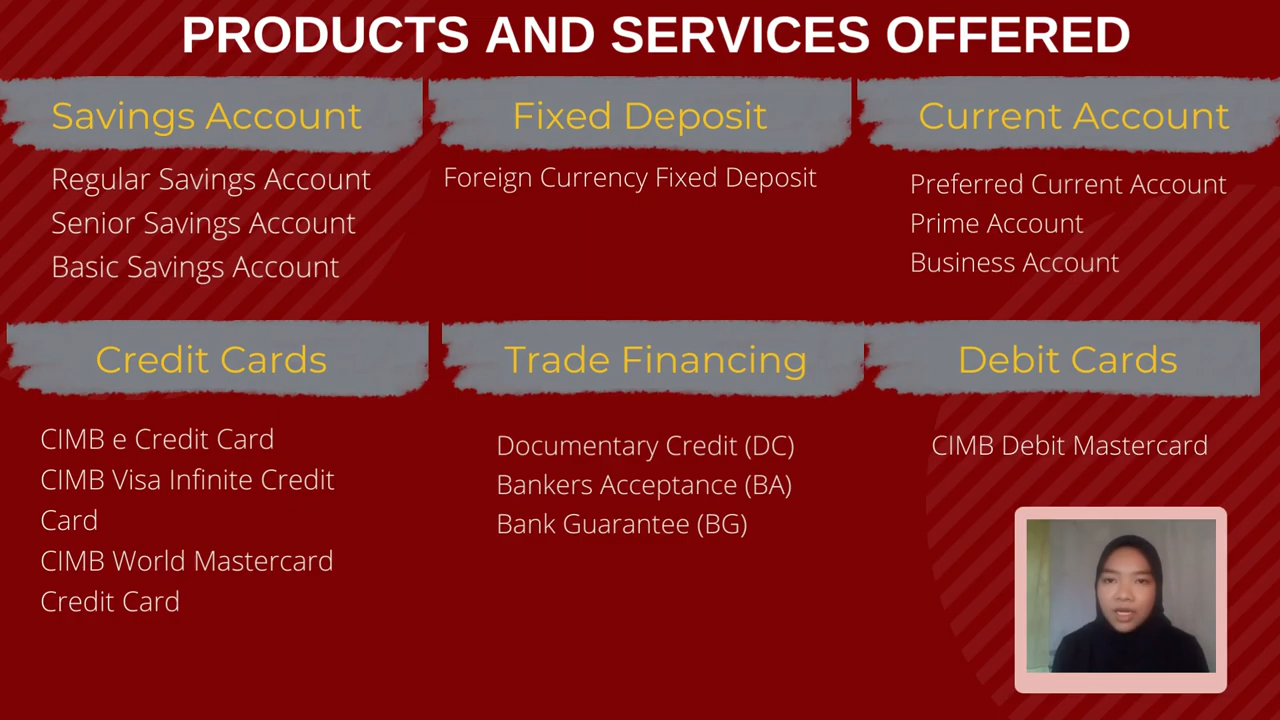 PRODUCTS AND SERVICES OFFERED
Savings Account
Regular Savings Account
Senior Savings Account
Basic Savings Account
Fixed Deposit
Foreign Currency Fixed Deposit
Current Account
Preferred Current Account
Prime Account
Business Account
Credit Cards
CIMB e Credit Card
CIMB Visa Infinite Credit
Card
CIMB World Mastercard
Credit Card
Trade Financing
Documentary Credit (DC)
Bankers Acceptance (BA)
Bank Guarantee (BG)
Debit Cards
CIMB Debit Mastercard